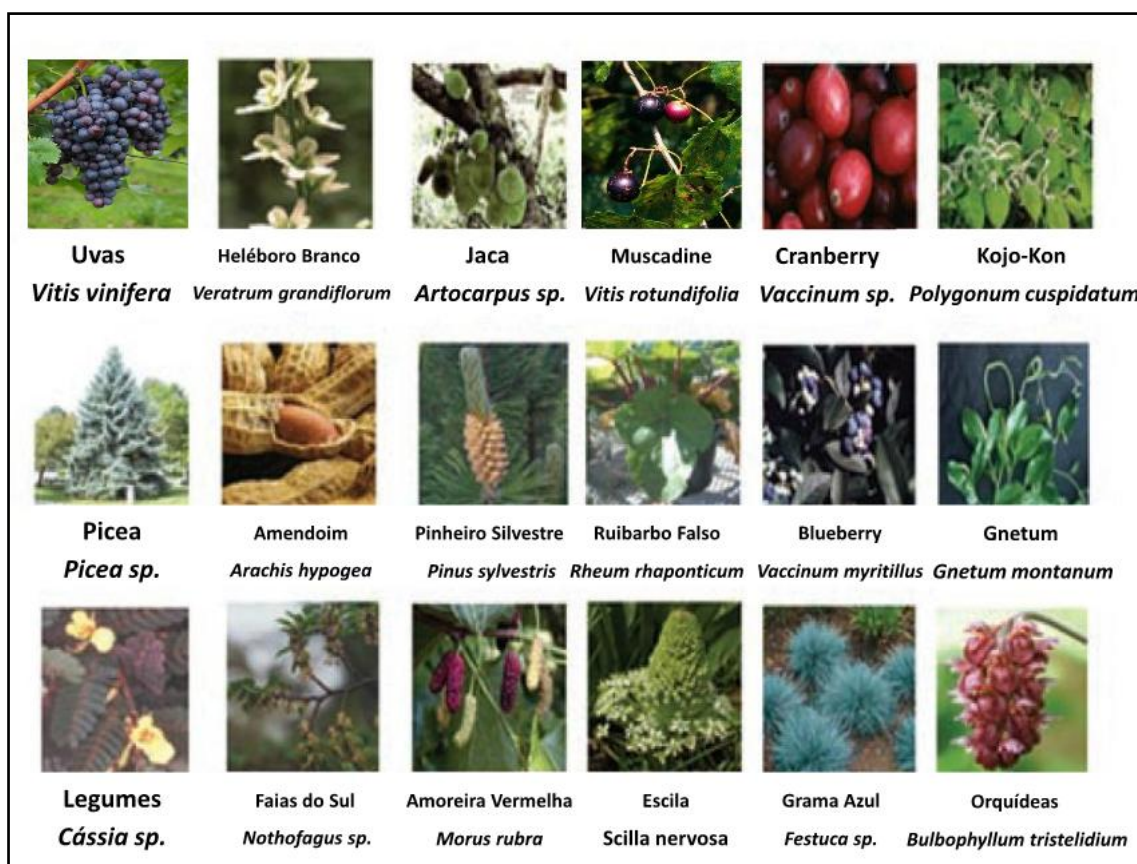 Uvas
Vitis vinifera
Heléboro Branco
Veratrum grandiflorum
Jaca
Artocarpus sp.
Muscadine
Vitis rotundifolia
Cranberry
Vaccinum sp.
Kojo-Kon
Polygonum cuspidatum
Picea
Picea sp.
Amendoim
Arachis hypogea
Pinheiro Silvestre
Pinus sylvestris
Ruibarbo Falso
Rheum rhaponticum
Blueberry
Vaccinum myritillus
Gnetum
Gnetum montanum
Legumes
Cássia sp.
Faias do Sul
Nothofagus sp.
Amoreira Vermelha
Morus rubra
Escila
Scilla nervosa
Grama Azul
Festuca sp.
Orquídeas
Bulbophyllum tristelidium